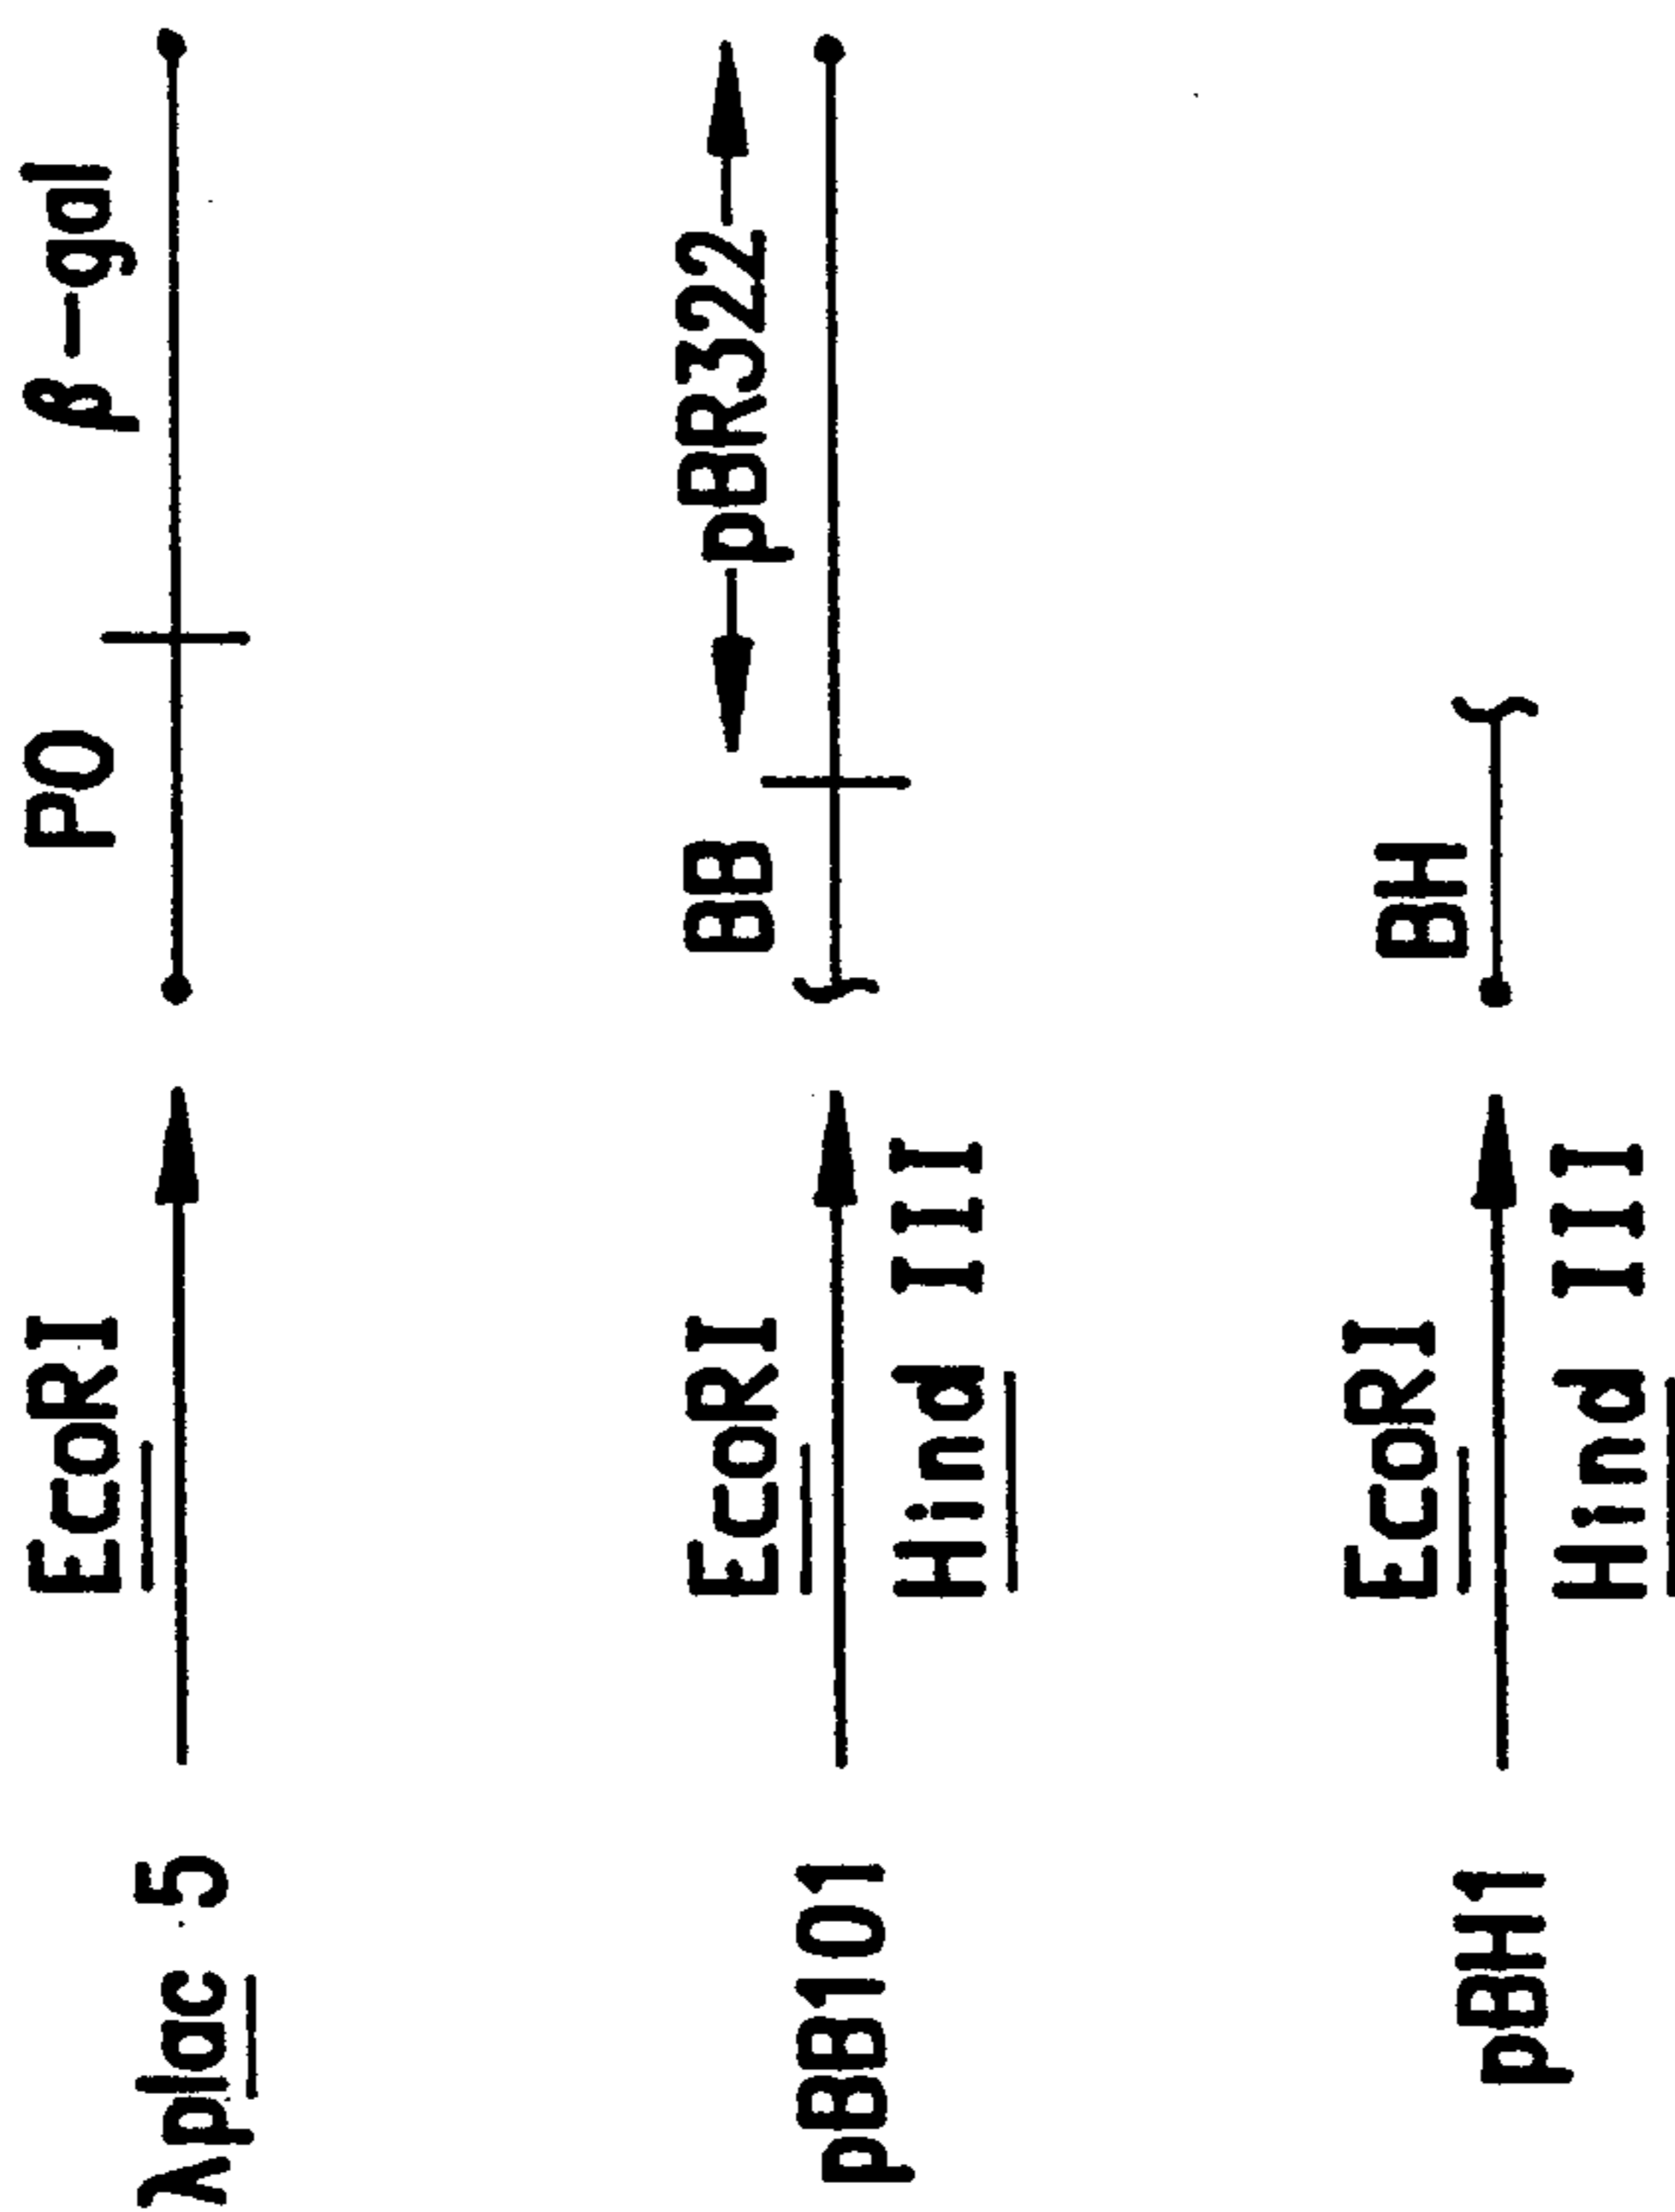 λplac 5
EcoRI
PO
β-gal
pBB101
EcoRI
Hind III
BB
pBR322
pBH1
EcoRI
Hind III
BH